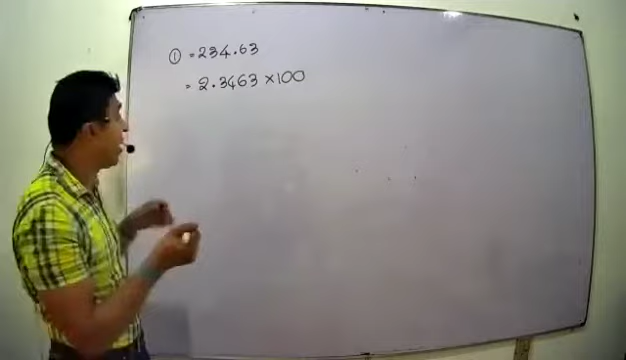 ① = 234.63
= 2.3463 ×100